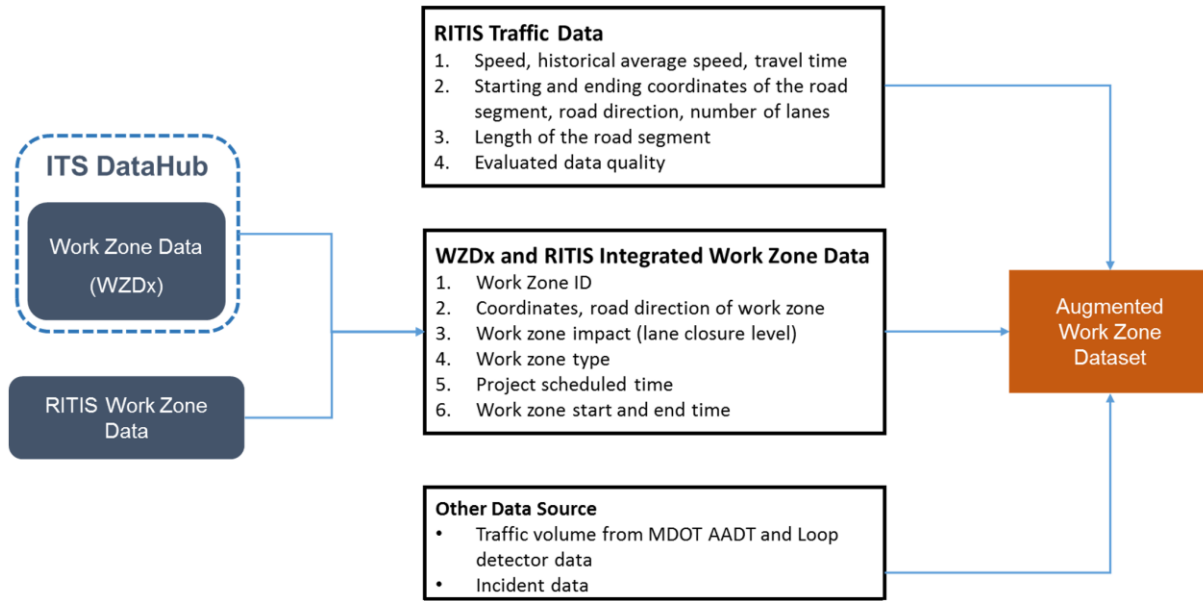 RITIS Traffic Data
1. Speed, historical average speed, travel time
2. Starting and ending coordinates of the road
segment, road direction, number of lanes
3. Length of the road segment
4. Evaluated data quality
ITS DataHub
Work Zone Data
(WZDx)
RITIS Work Zone
Data
WZDx and RITIS Integrated Work Zone Data
1. Work Zone ID
2. Coordinates, road direction of work zone
3. Work zone impact (lane closure level)
4. Work zone type
5. Project scheduled time
6. Work zone start and end time
Other Data Source
• Traffic volume from MDOT AADT and Loop
detector data
• Incident data
Augmented
Work Zone
Dataset